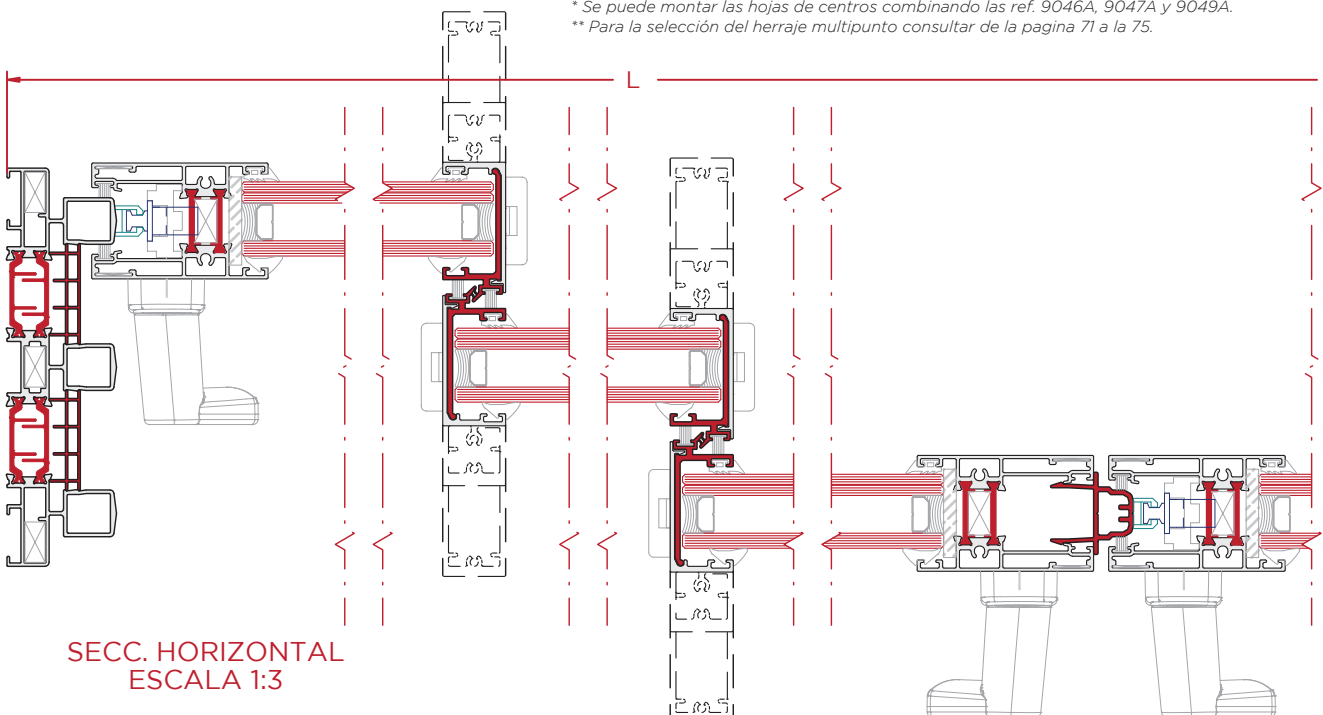 * Se puede montar las hojas de centros combinando las ref. 9046A, 9047A y 9049A.
** Para la selección del herraje multipunto consultar de la pagina 71 a la 75.
L
SECC. HORIZONTAL
ESCALA 1:3